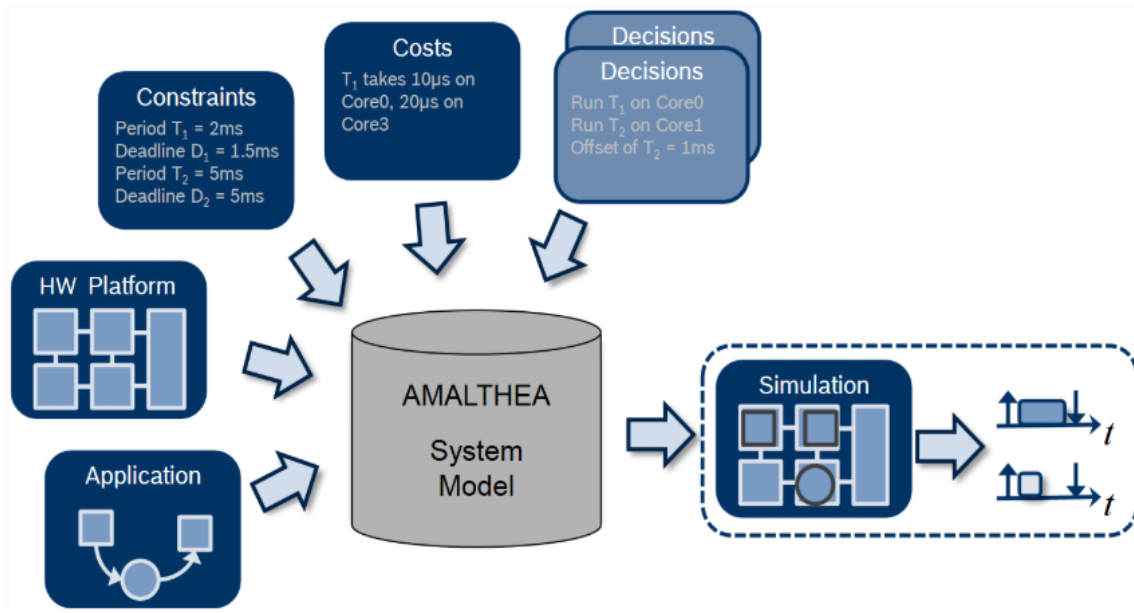 Constraints
Period T₁ = 2ms
Deadline D₁ = 1.5ms
Period T₂ = 5ms
Deadline D₂ = 5ms
Costs
T₁ takes 10µs on
Core0, 20µs on
Core3
Decisions
Decisions
Run T₁ on Core0
Run T₂ on Core1
Offset of T₂ = 1ms
HW Platform
Application
AMALTHEA
System
Model
Simulation
t
t